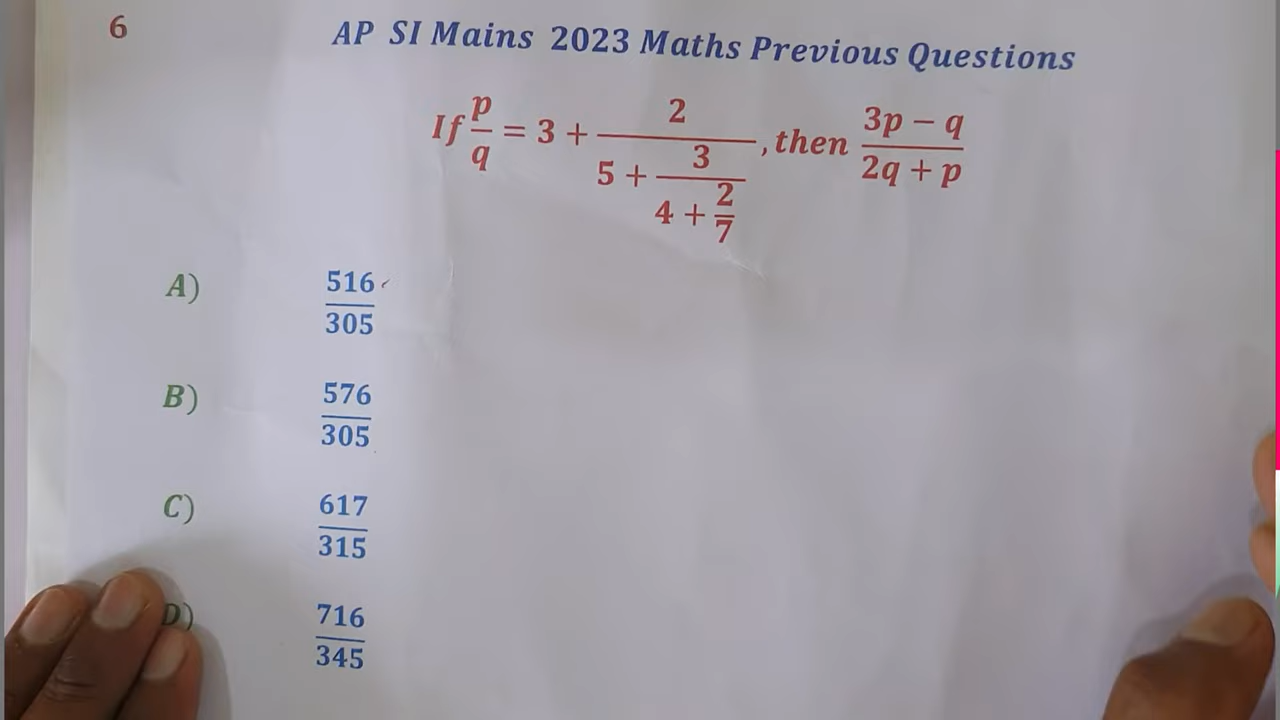 6
AP SI Mains 2023 Maths Previous Questions
If p/q = 3 + 2/(5 + 3/(4 + 2/7)), then (3p − q)/(2q + p)
A) 516/305
B) 576/305
C) 617/315
D) 716/345